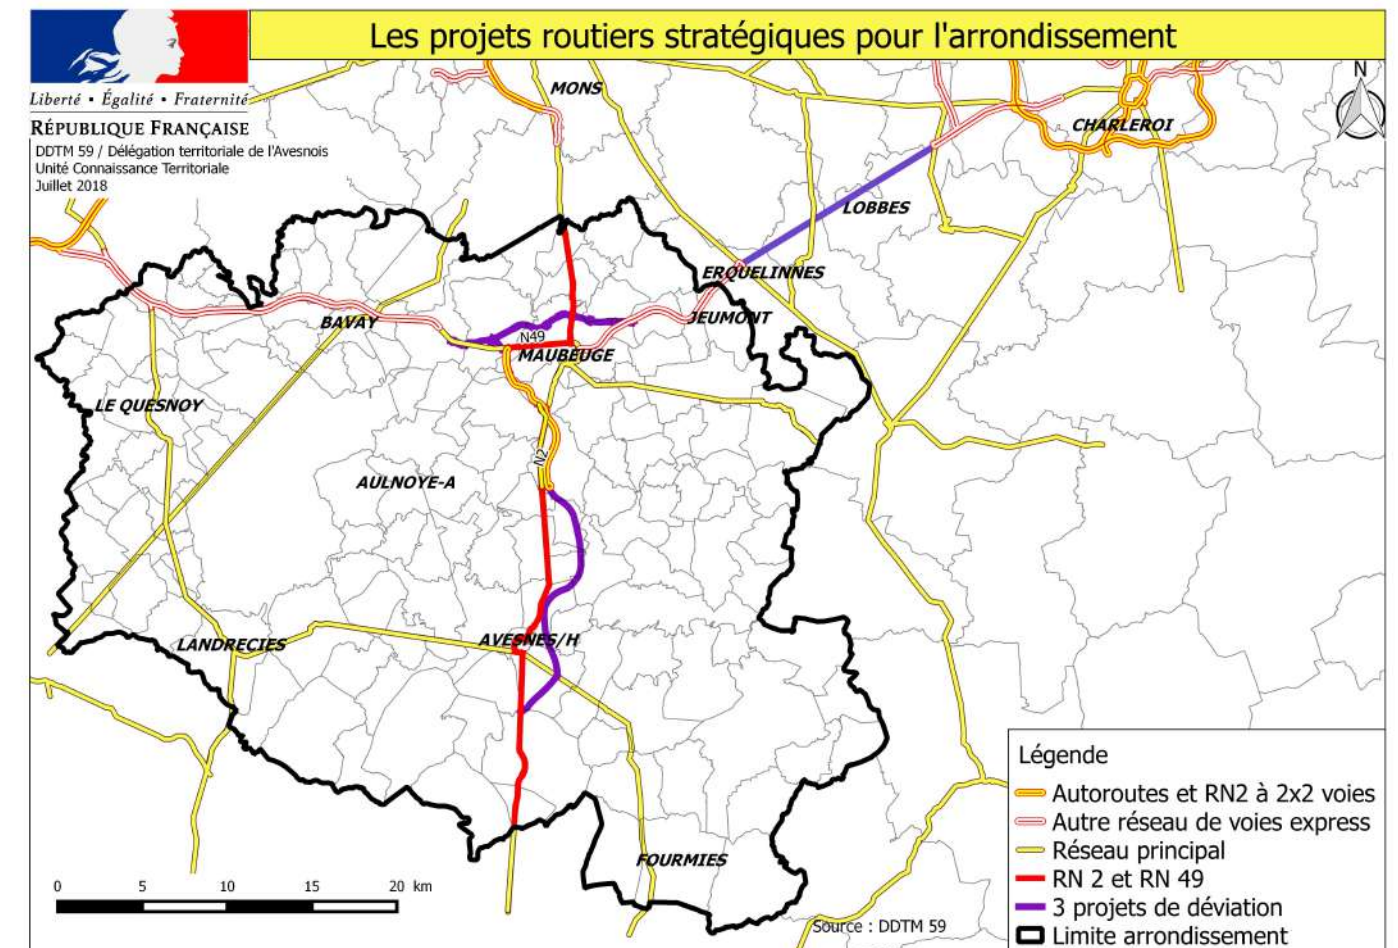 Les projets routiers stratégiques pour l'arrondissement
Liberté • Égalité • Fraternité
RÉPUBLIQUE FRANÇAISE
DDTM 59 / Délégation territoriale de l'Avesnois
Unité Connaissance Territoriale
Juillet 2018
N
MONS
CHARLEROI
LOBBES
ERQUELINNES
BAVAY
JEUMONT
N49
MAUBEUGE
LE QUESNOY
N2
AULNOYE-A
LANDRECIES
AVESNES/H
FOURMIES
0 5 10 15 20 km
Source : DDTM 59
Légende
Autoroutes et RN2 à 2x2 voies
Autre réseau de voies express
Réseau principal
RN 2 et RN 49
3 projets de déviation
Limite arrondissement